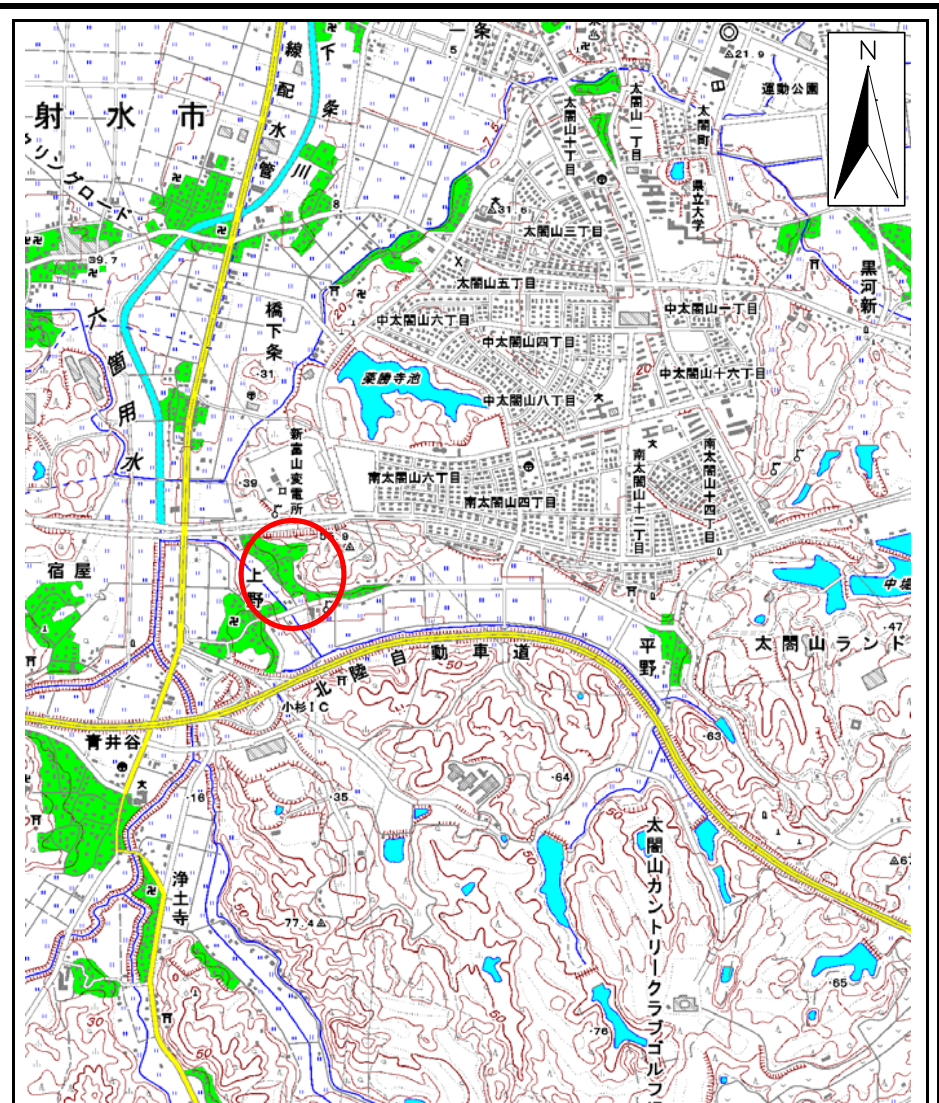 一条
5
下条川
線
配水管
△21.9
運動公園
N
射水市
太閤山十丁目
太閤山一丁目
太閤町
県立大学
8
△31.6
太閤山三丁目
39.7
太閤山五丁目
黒河新
橋下条
20
中太閤山六丁目
中太閤山一丁目
中太閤山四丁目
六箇用水
・31
薬勝寺池
20
中太閤山十六丁目
中太閤山八丁目
新富山変電所
南太閤山十四丁目
南太閤山十二丁目
・39
南太閤山六丁目
南太閤山四丁目
宿屋
上野
平野
・47
太閤山ランド
北陸自動車道
50
50
小杉IC
青井谷
・63
・64
・16
・35
50
太閤山カントリークラブゴルフ
浄土寺
50
77.4△
・65
・76
30
50
50